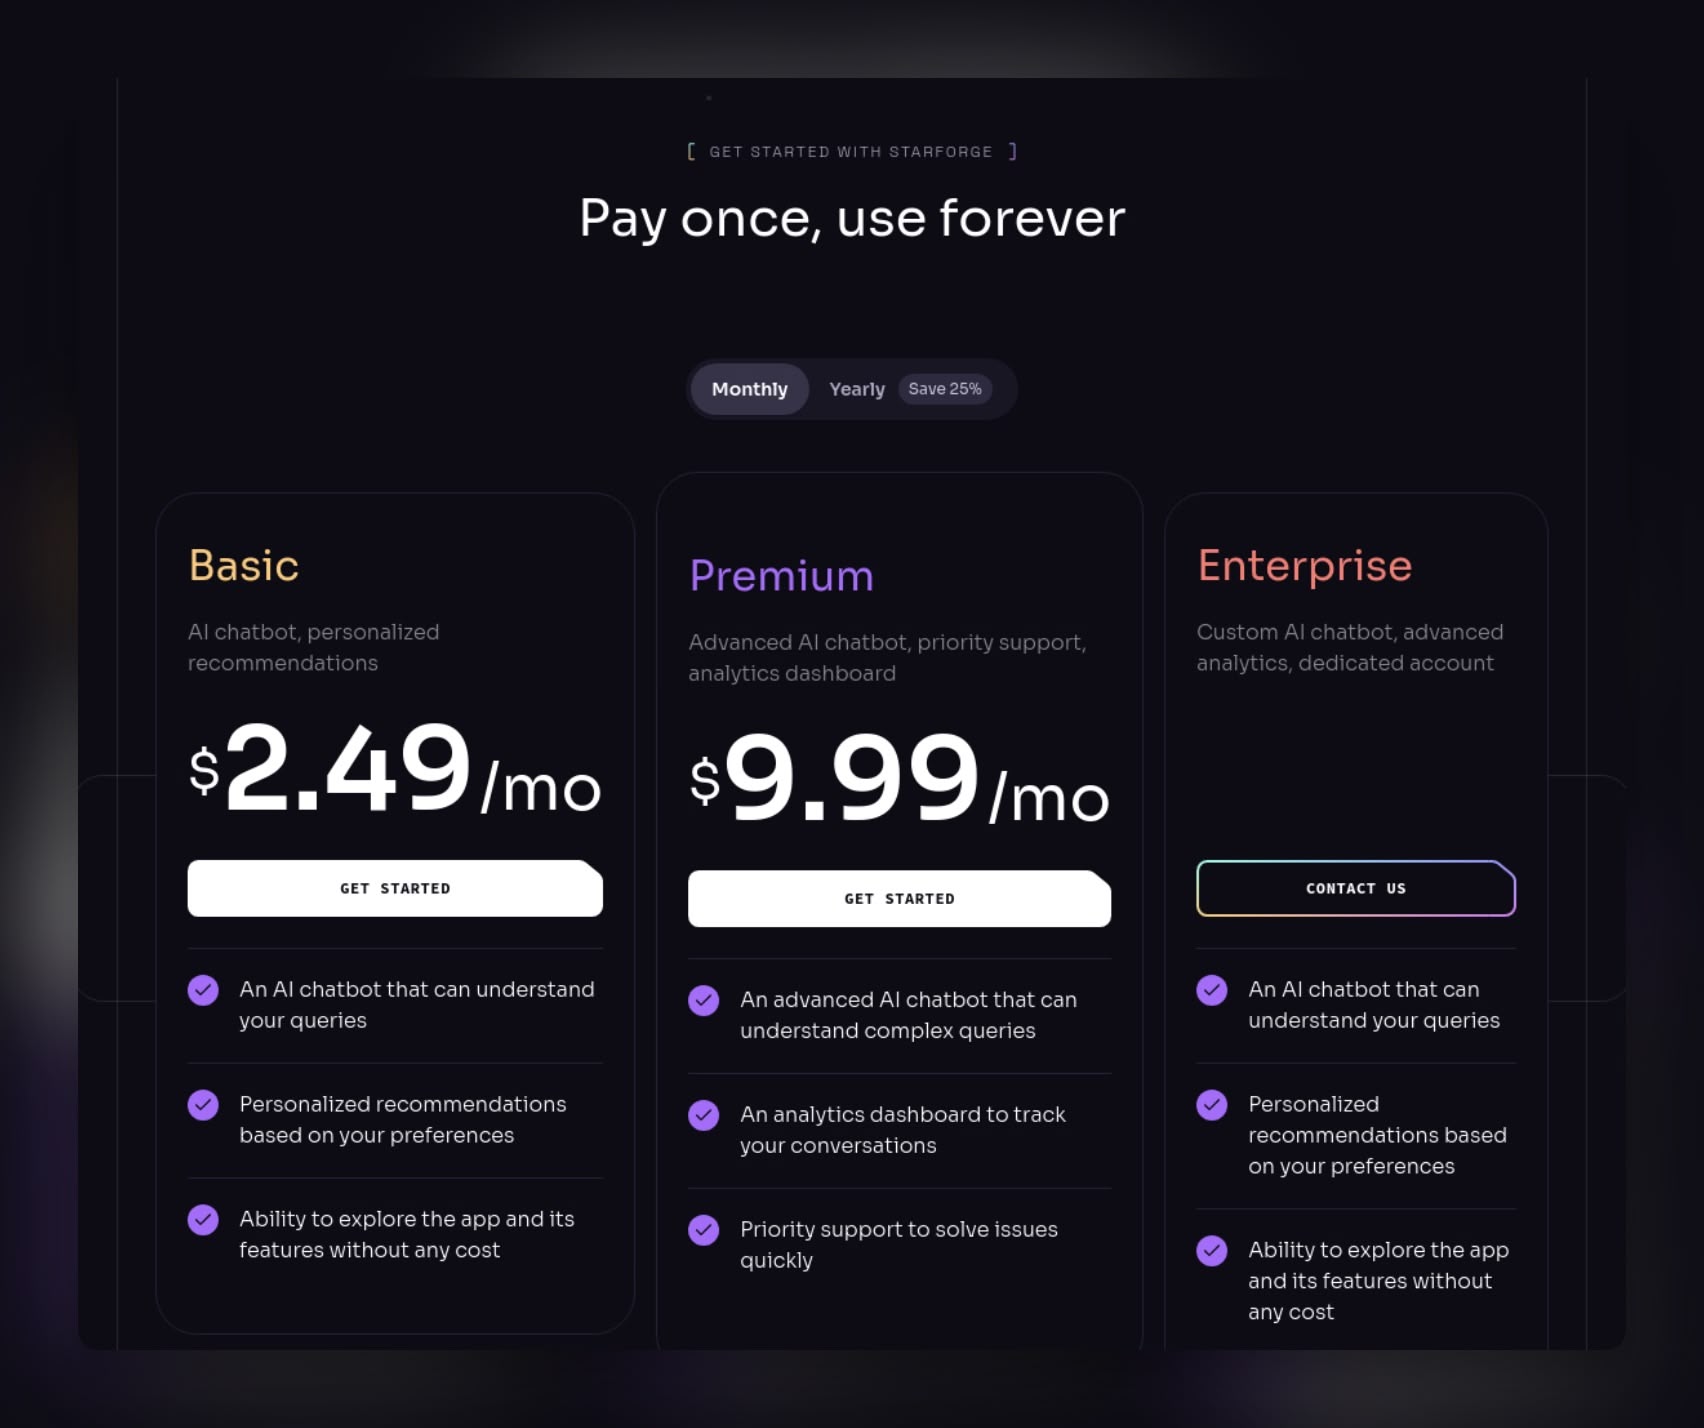 [ GET STARTED WITH STARFORGE ]
Pay once, use forever
Monthly Yearly Save 25%
Basic
AI chatbot, personalized
recommendations
$2.49/mo
GET STARTED
An AI chatbot that can understand
your queries
Personalized recommendations
based on your preferences
Ability to explore the app and its
features without any cost
Premium
Advanced AI chatbot, priority support,
analytics dashboard
$9.99/mo
GET STARTED
An advanced AI chatbot that can
understand complex queries
An analytics dashboard to track
your conversations
Priority support to solve issues
quickly
Enterprise
Custom AI chatbot, advanced
analytics, dedicated account
CONTACT US
An AI chatbot that can
understand your queries
Personalized
recommendations based
on your preferences
Ability to explore the app
and its features without
any cost